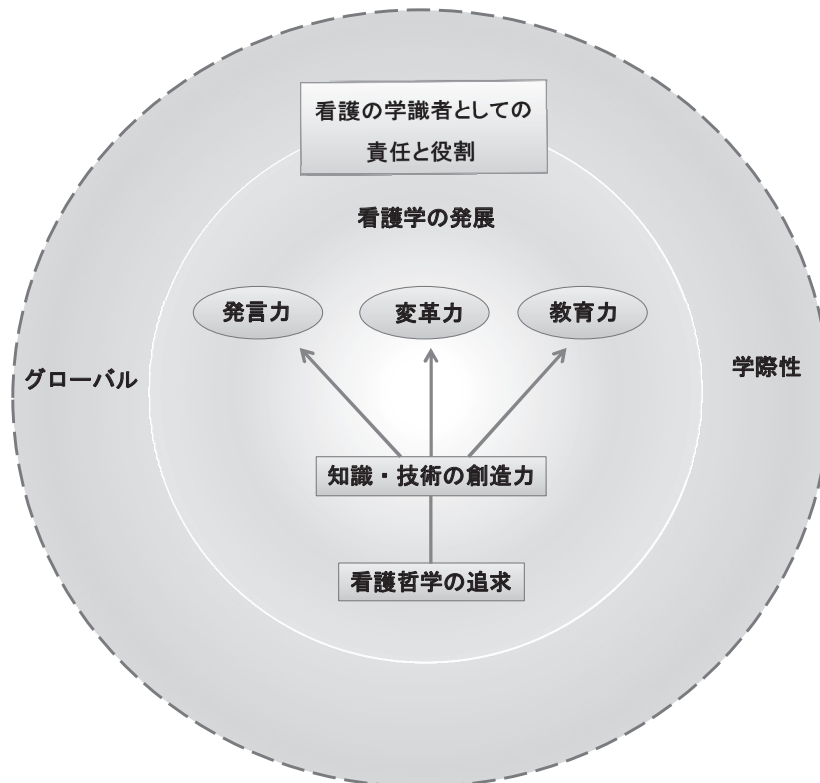 看護の学識者としての
責任と役割
看護学の発展
発言力
変革力
教育力
グローバル
学際性
知識・技術の創造力
看護哲学の追求